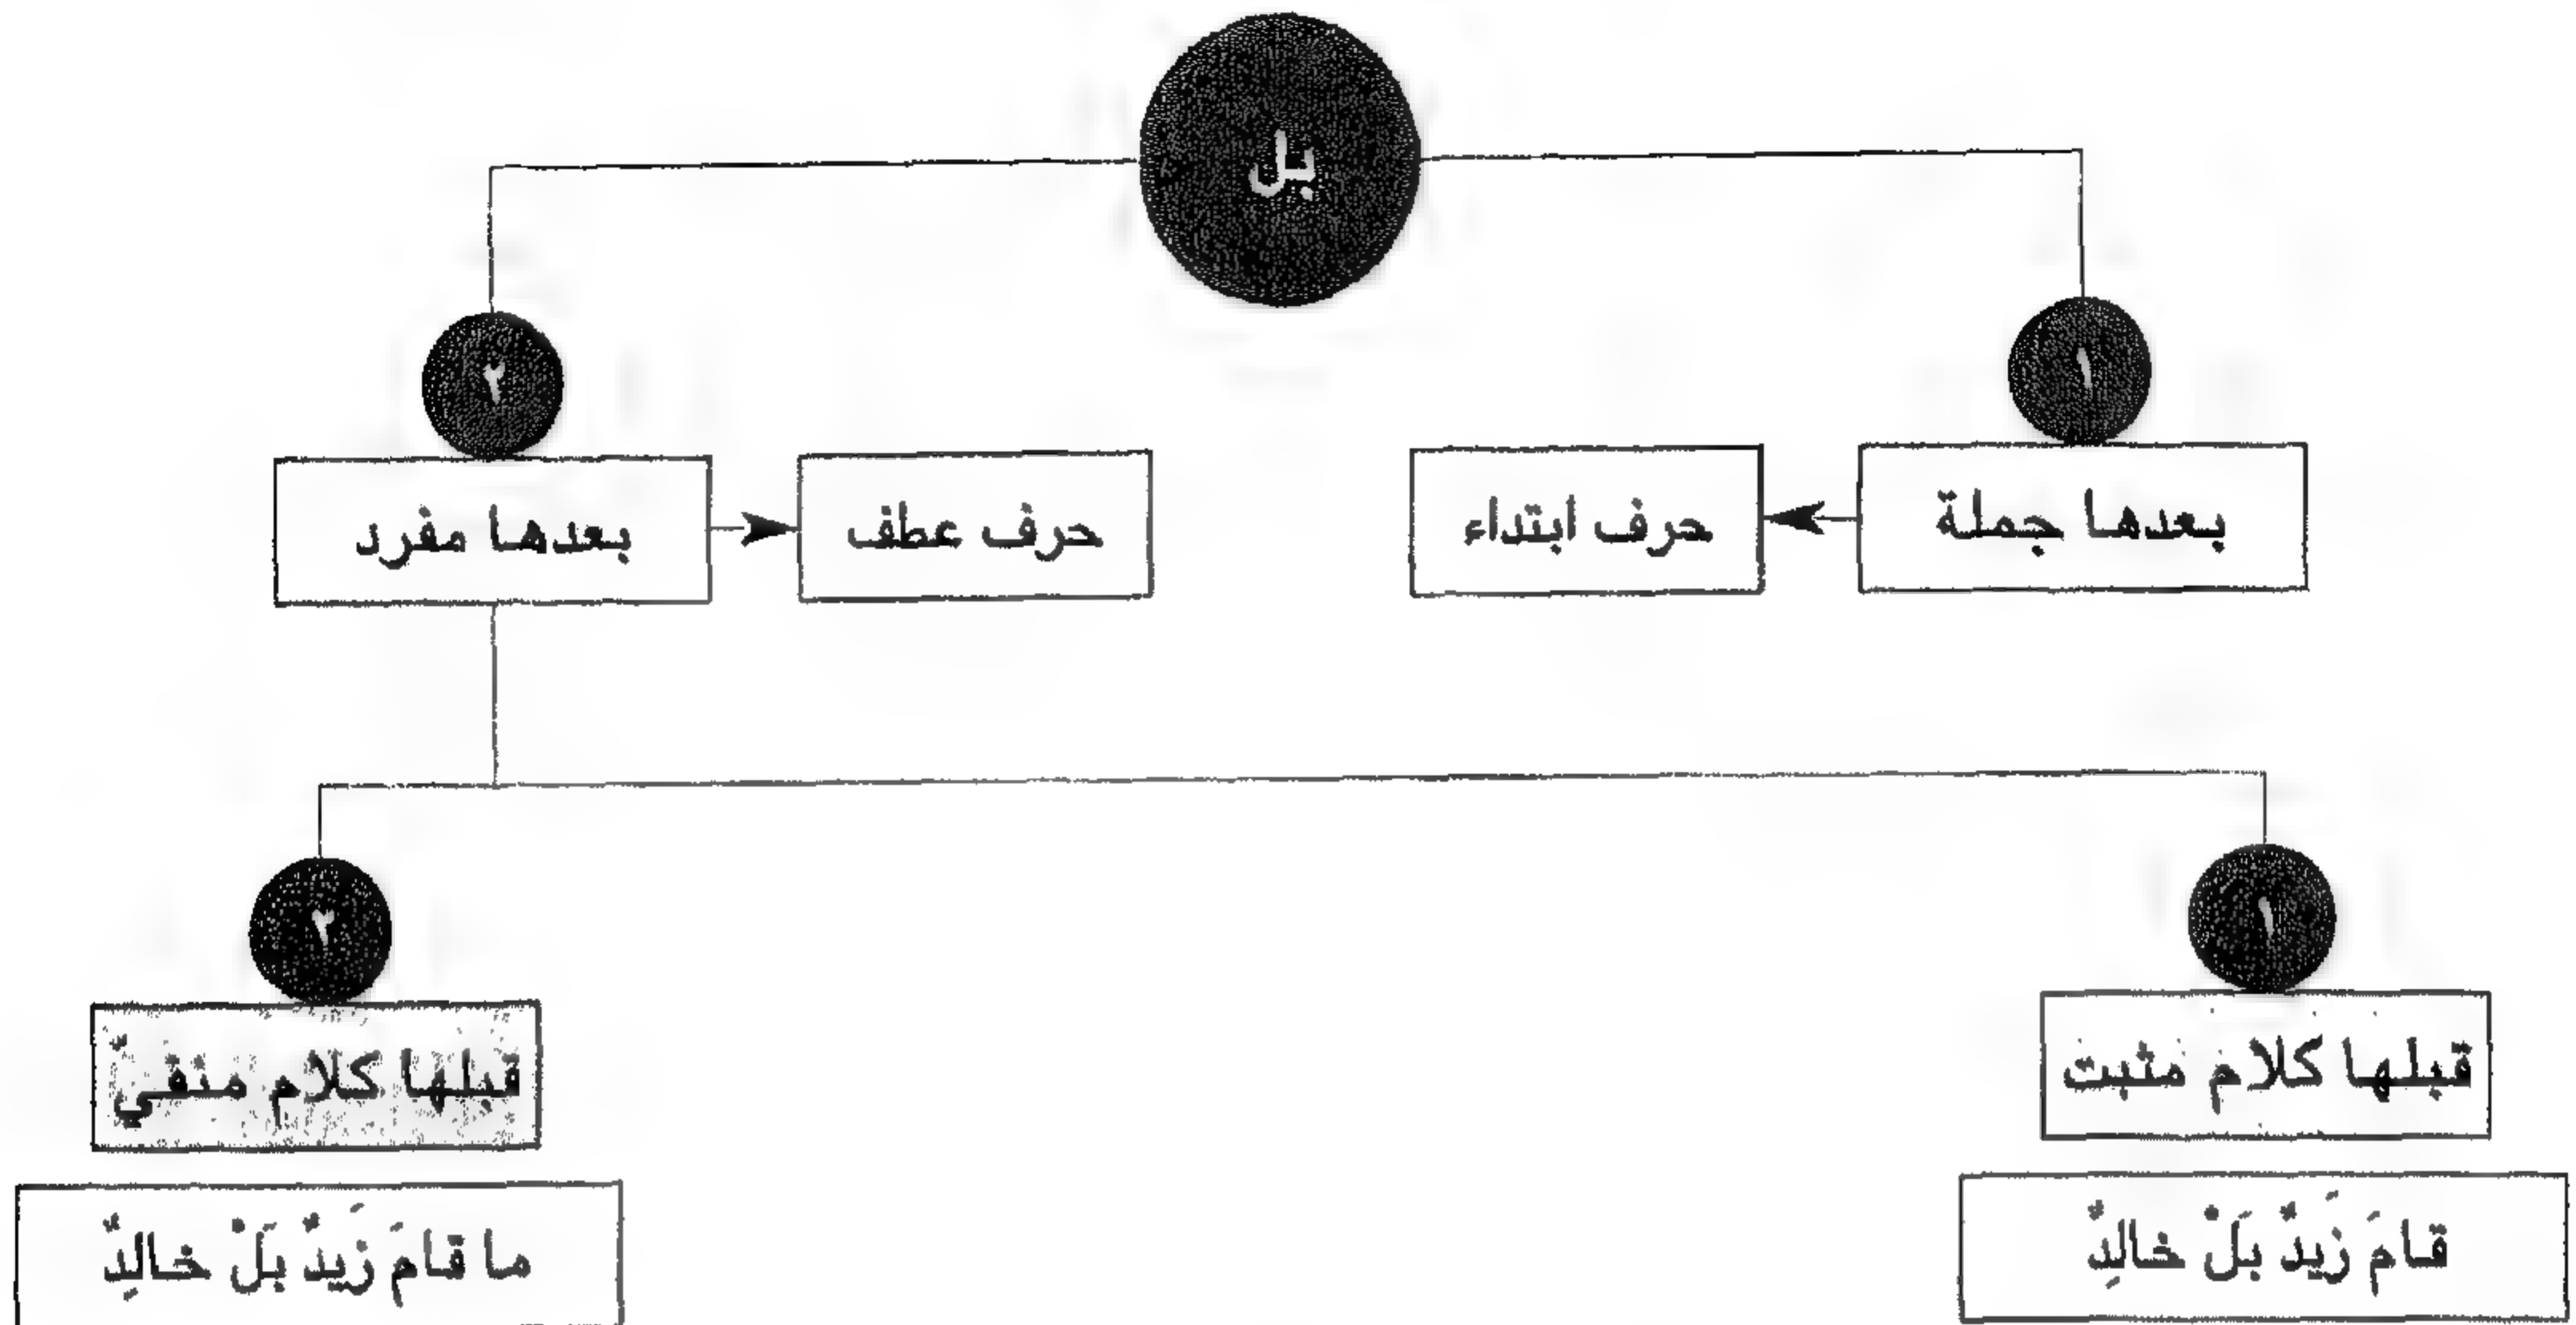 بل
١
٢
بعدها جملة
حرف ابتداء
حرف عطف
بعدها مفرد
١
٢
قبلها كلام مثبت
قبلها كلام منفيّ
قامَ زَيدٌ بَلْ خالِدٌ
ما قامَ زَيدٌ بَلْ خالِدٌ